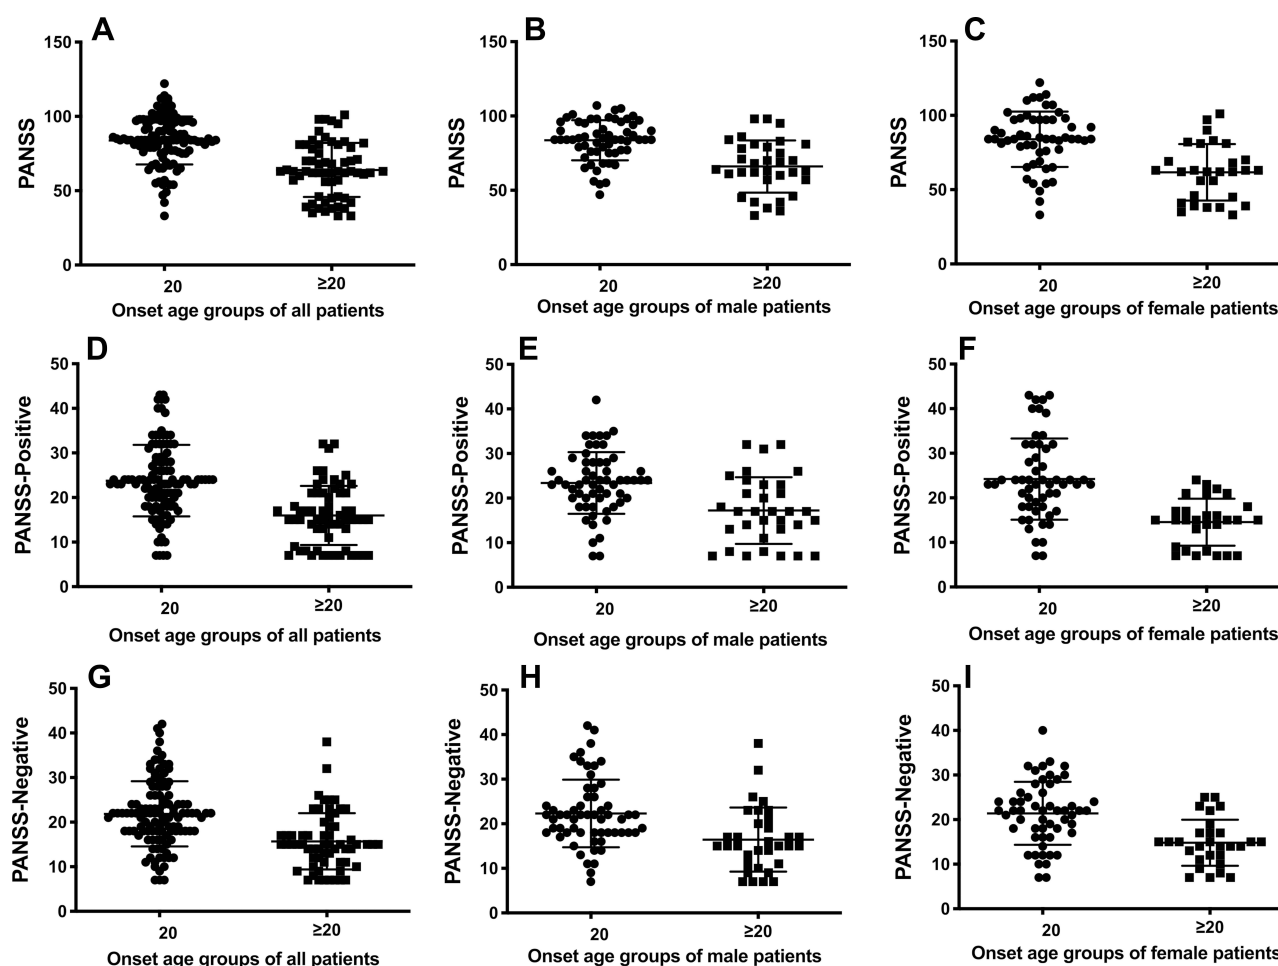 A
B
C
150
100
50
0
PANSS
20
≥20
Onset age groups of all patients
150
100
50
0
PANSS
20
≥20
Onset age groups of male patients
150
100
50
0
PANSS
20
≥20
Onset age groups of female patients
D
E
F
50
40
30
20
10
0
PANSS-Positive
20
≥20
Onset age groups of all patients
50
40
30
20
10
0
PANSS-Positive
20
≥20
Onset age groups of male patients
50
40
30
20
10
0
PANSS-Positive
20
≥20
Onset age groups of female patients
G
H
I
50
40
30
20
10
0
PANSS-Negative
20
≥20
Onset age groups of all patients
50
40
30
20
10
0
PANSS-Negative
20
≥20
Onset age groups of male patients
50
40
30
20
10
0
PANSS-Negative
20
≥20
Onset age groups of female patients